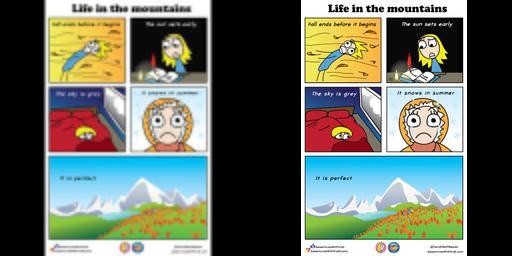 Life in the mountains
Fall ends before it begins
The sun sets early
The sky is grey
It snows in summer
It is perfect
Life in the mountains
Fall ends before it begins
The sun sets early
The sky is grey
It snows in summer
It is perfect